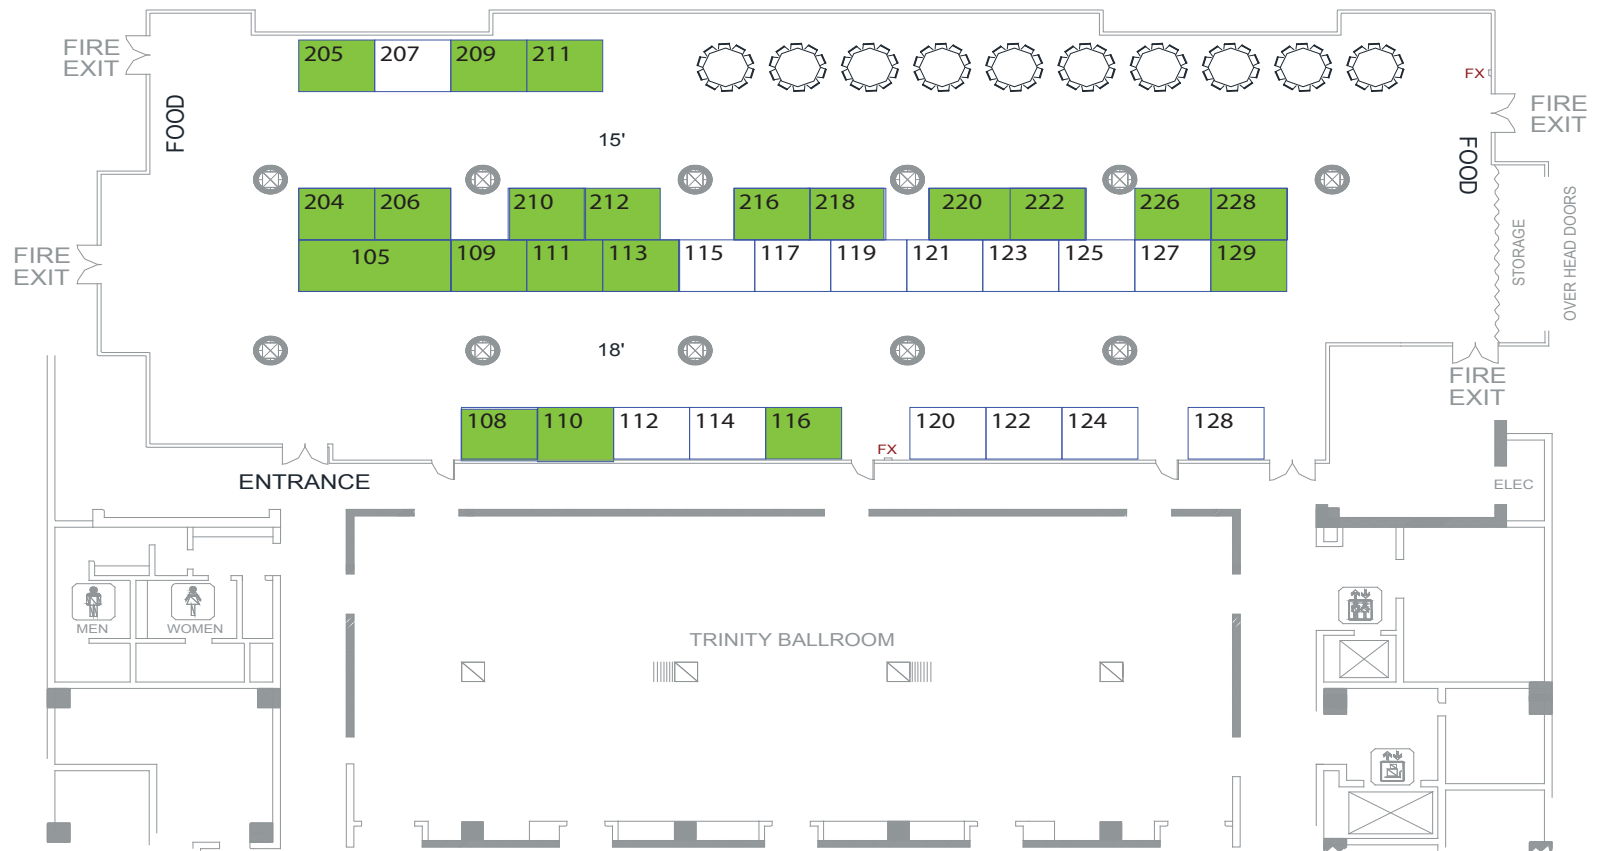 FIRE
EXIT
205
207
209
211
FX
FOOD
FIRE
EXIT
15'
FOOD
204
206
210
212
216
218
220
222
226
228
STORAGE
OVER HEAD DOORS
FIRE
EXIT
105
109
111
113
115
117
119
121
123
125
127
129
18'
FIRE
EXIT
108
110
112
114
116
120
122
124
128
FX
ENTRANCE
ELEC
MEN
WOMEN
TRINITY BALLROOM